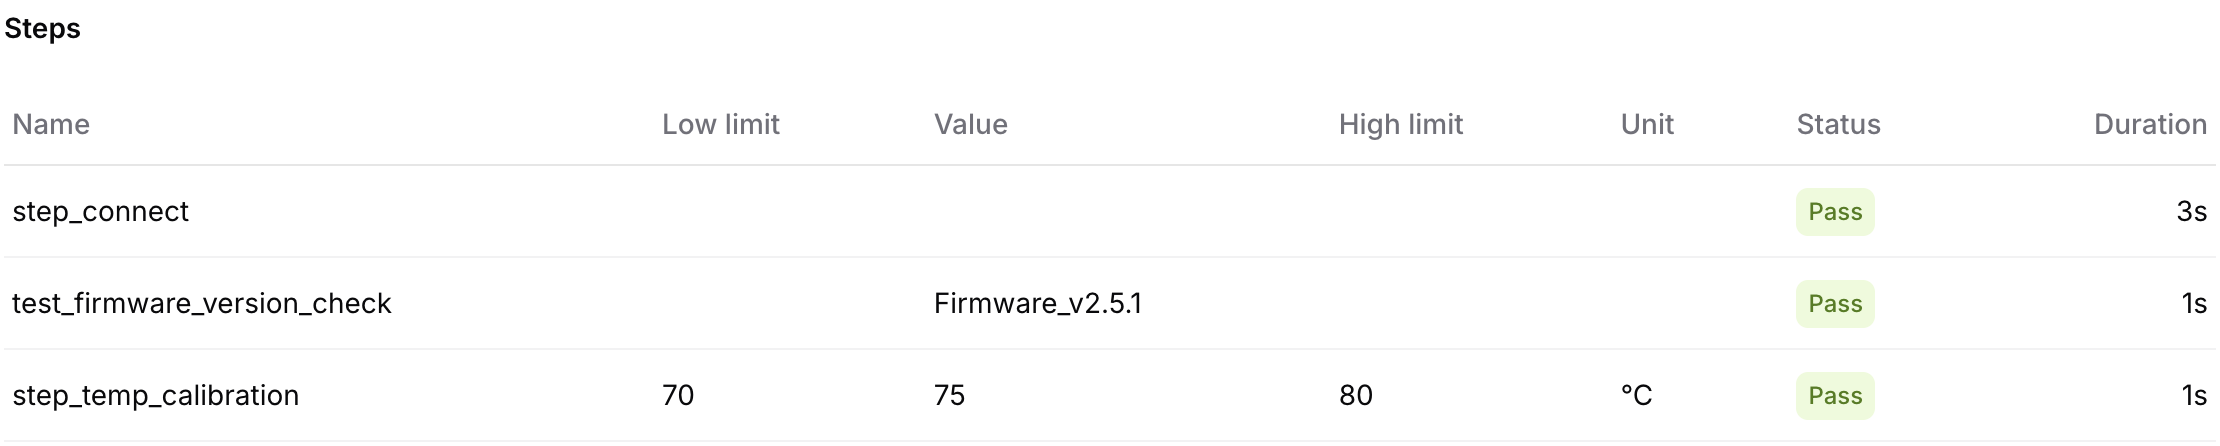 Steps
Name Low limit Value High limit Unit Status Duration
step_connect Pass 3s
test_firmware_version_check Firmware_v2.5.1 Pass 1s
step_temp_calibration 70 75 80 °C Pass 1s